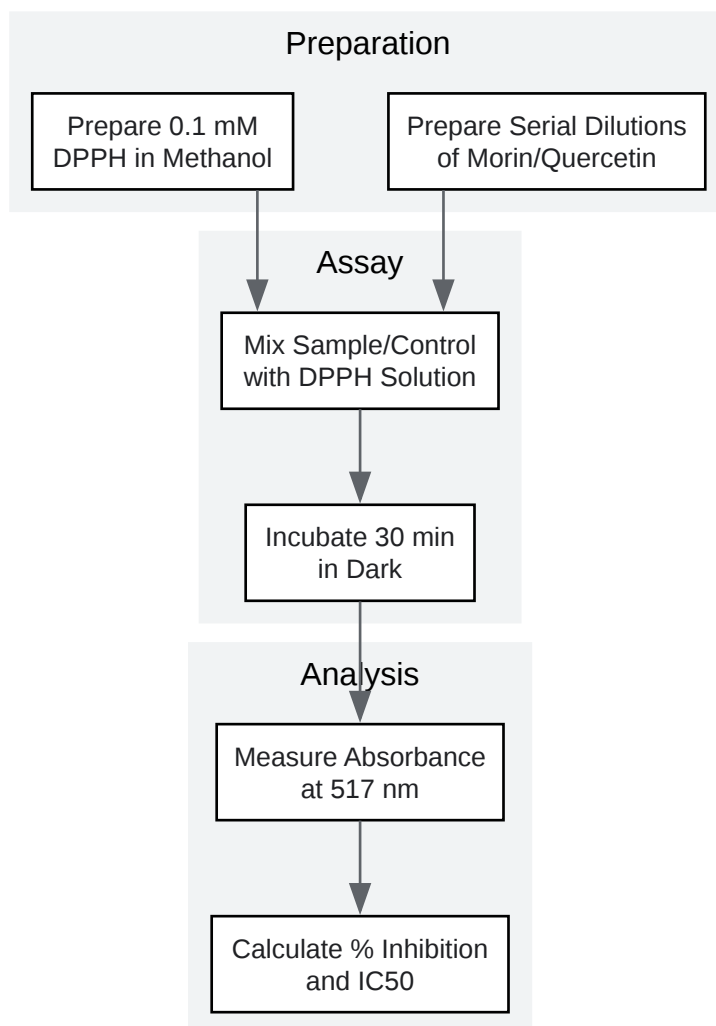 Preparation
Prepare 0.1 mM
DPPH in Methanol
Prepare Serial Dilutions
of Morin/Quercetin
Assay
Mix Sample/Control
with DPPH Solution
Incubate 30 min
in Dark
Analysis
Measure Absorbance
at 517 nm
Calculate % Inhibition
and IC50